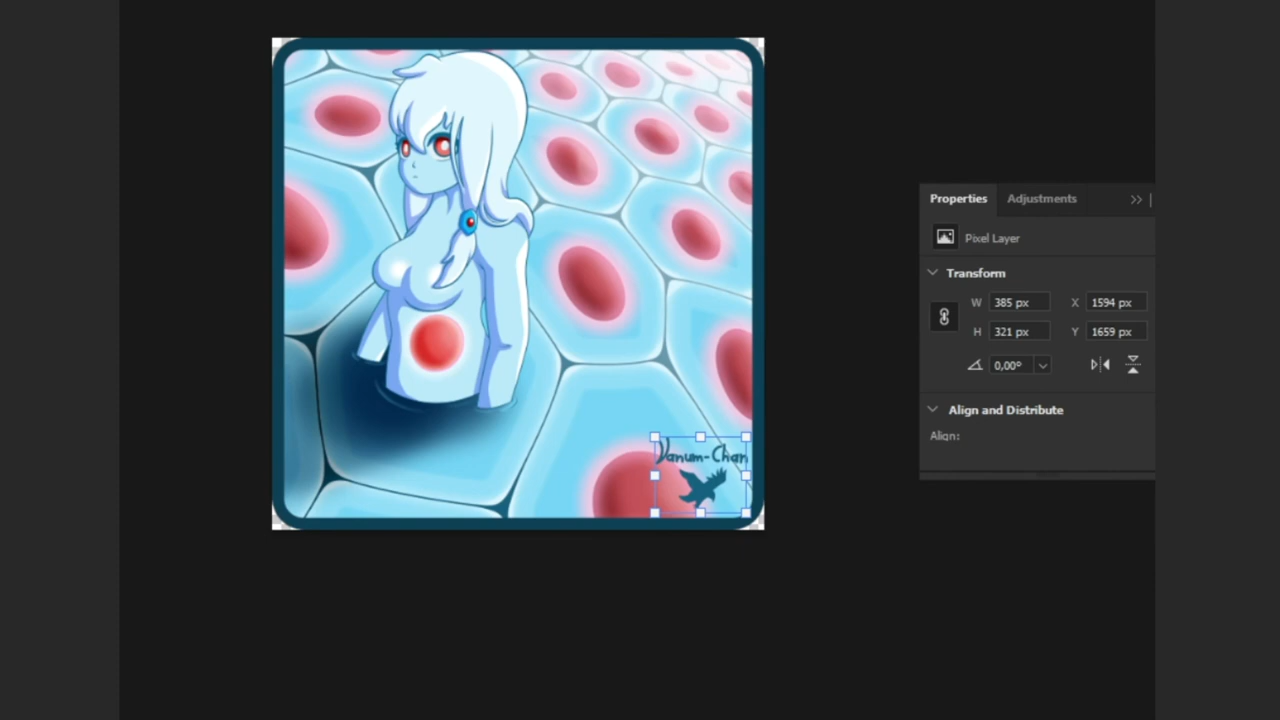 Vanum-Chan
Properties
Adjustments
Pixel Layer
Transform
W 385 px X 1594 px
H 321 px Y 1659 px
0,00°
Align and Distribute
Align: